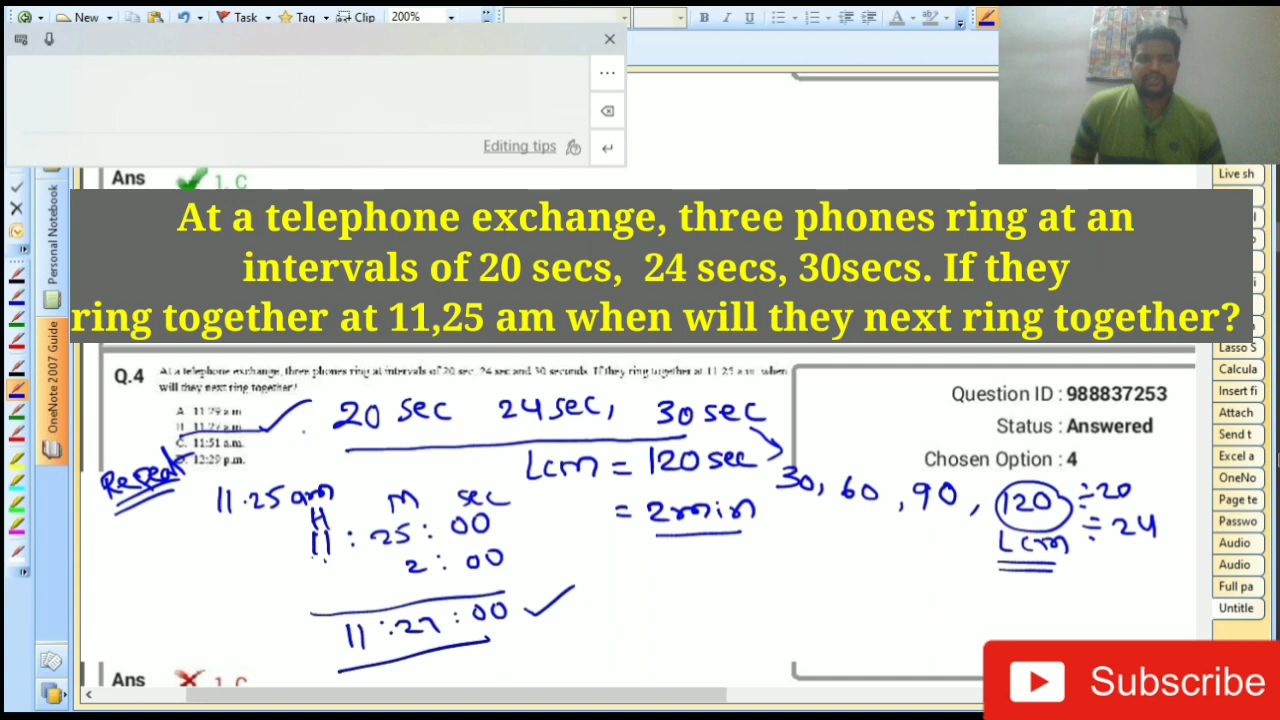 New Task Tag Clip 200% B I U A ab
Editing tips
Ans 1. C
At a telephone exchange, three phones ring at an
intervals of 20 secs, 24 secs, 30secs. If they
ring together at 11,25 am when will they next ring together?
Q.4 At a telephone exchange, three phones ring at intervals of 20 sec, 24 sec and 30 seconds. If they ring together at 11 25 a m when
will they next ring together?
A. 11:29 a.m
11:27 a.m
C. 11:51 a.m.
12:29 p.m.
Question ID : 988837253
Status : Answered
Chosen Option : 4
20 sec 24 sec, 30 sec
Lcm = 120 sec
= 2 min
30, 60, 90, 120 ÷20
÷ 24
Lcm
Repeat
11.25 am
H M sec
11 : 25 : 00
2 : 00
11 : 27 : 00
Ans 1. C
Personal Notebook
OneNote 2007 Guide
Live sh
Lasso S
Calcula
Insert fi
Attach
Send t
Excel a
OneNo
Page te
Passwo
Audio
Audio
Full pa
Untitle
Subscribe